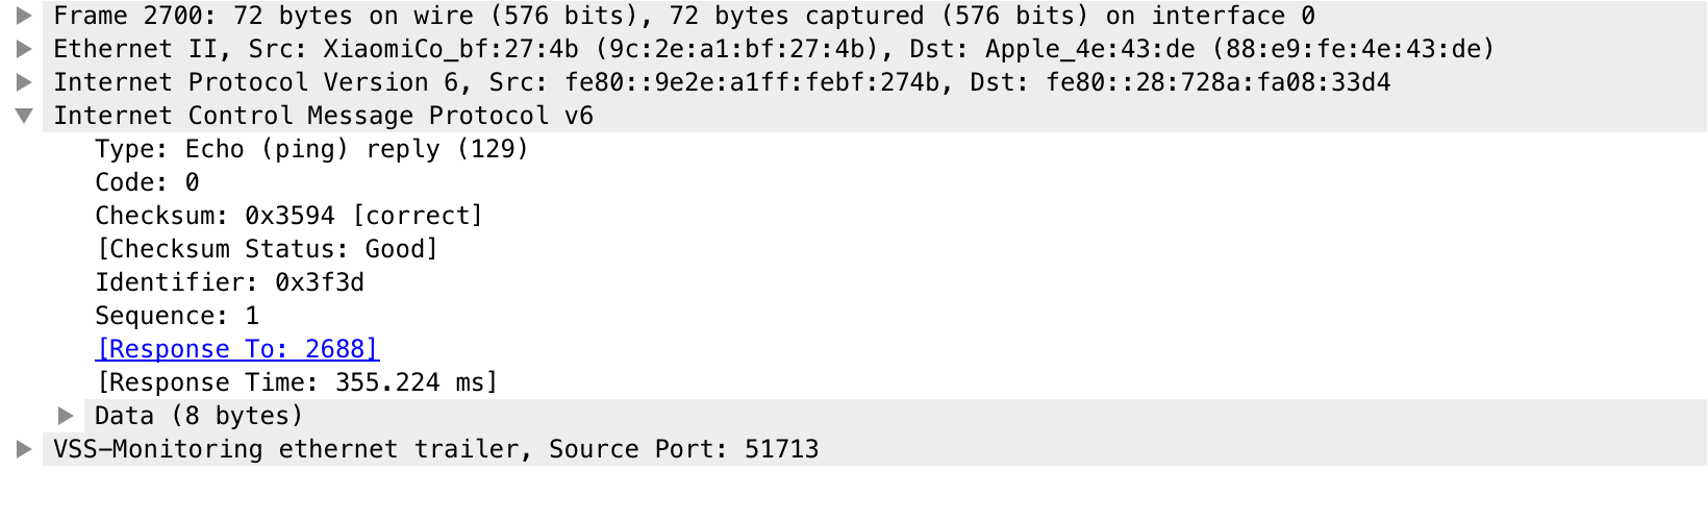 Frame 2700: 72 bytes on wire (576 bits), 72 bytes captured (576 bits) on interface 0
Ethernet II, Src: XiaomiCo_bf:27:4b (9c:2e:a1:bf:27:4b), Dst: Apple_4e:43:de (88:e9:fe:4e:43:de)
Internet Protocol Version 6, Src: fe80::9e2e:a1ff:febf:274b, Dst: fe80::28:728a:fa08:33d4
Internet Control Message Protocol v6
Type: Echo (ping) reply (129)
Code: 0
Checksum: 0x3594 [correct]
[Checksum Status: Good]
Identifier: 0x3f3d
Sequence: 1
[Response To: 2688]
[Response Time: 355.224 ms]
Data (8 bytes)
VSS-Monitoring ethernet trailer, Source Port: 51713